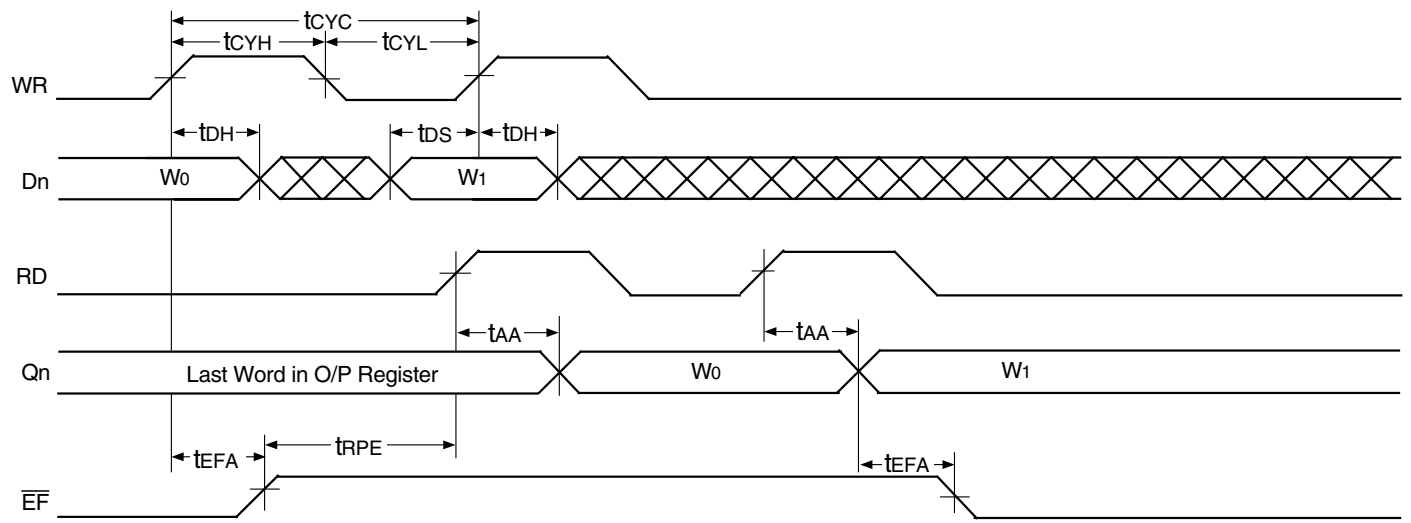 tCYC
tCYH tCYL
WR
tDH tDS tDH
Dn W0 W1
RD
tAA tAA
Qn Last Word in O/P Register W0 W1
tEFA tRPE tEFA
EF